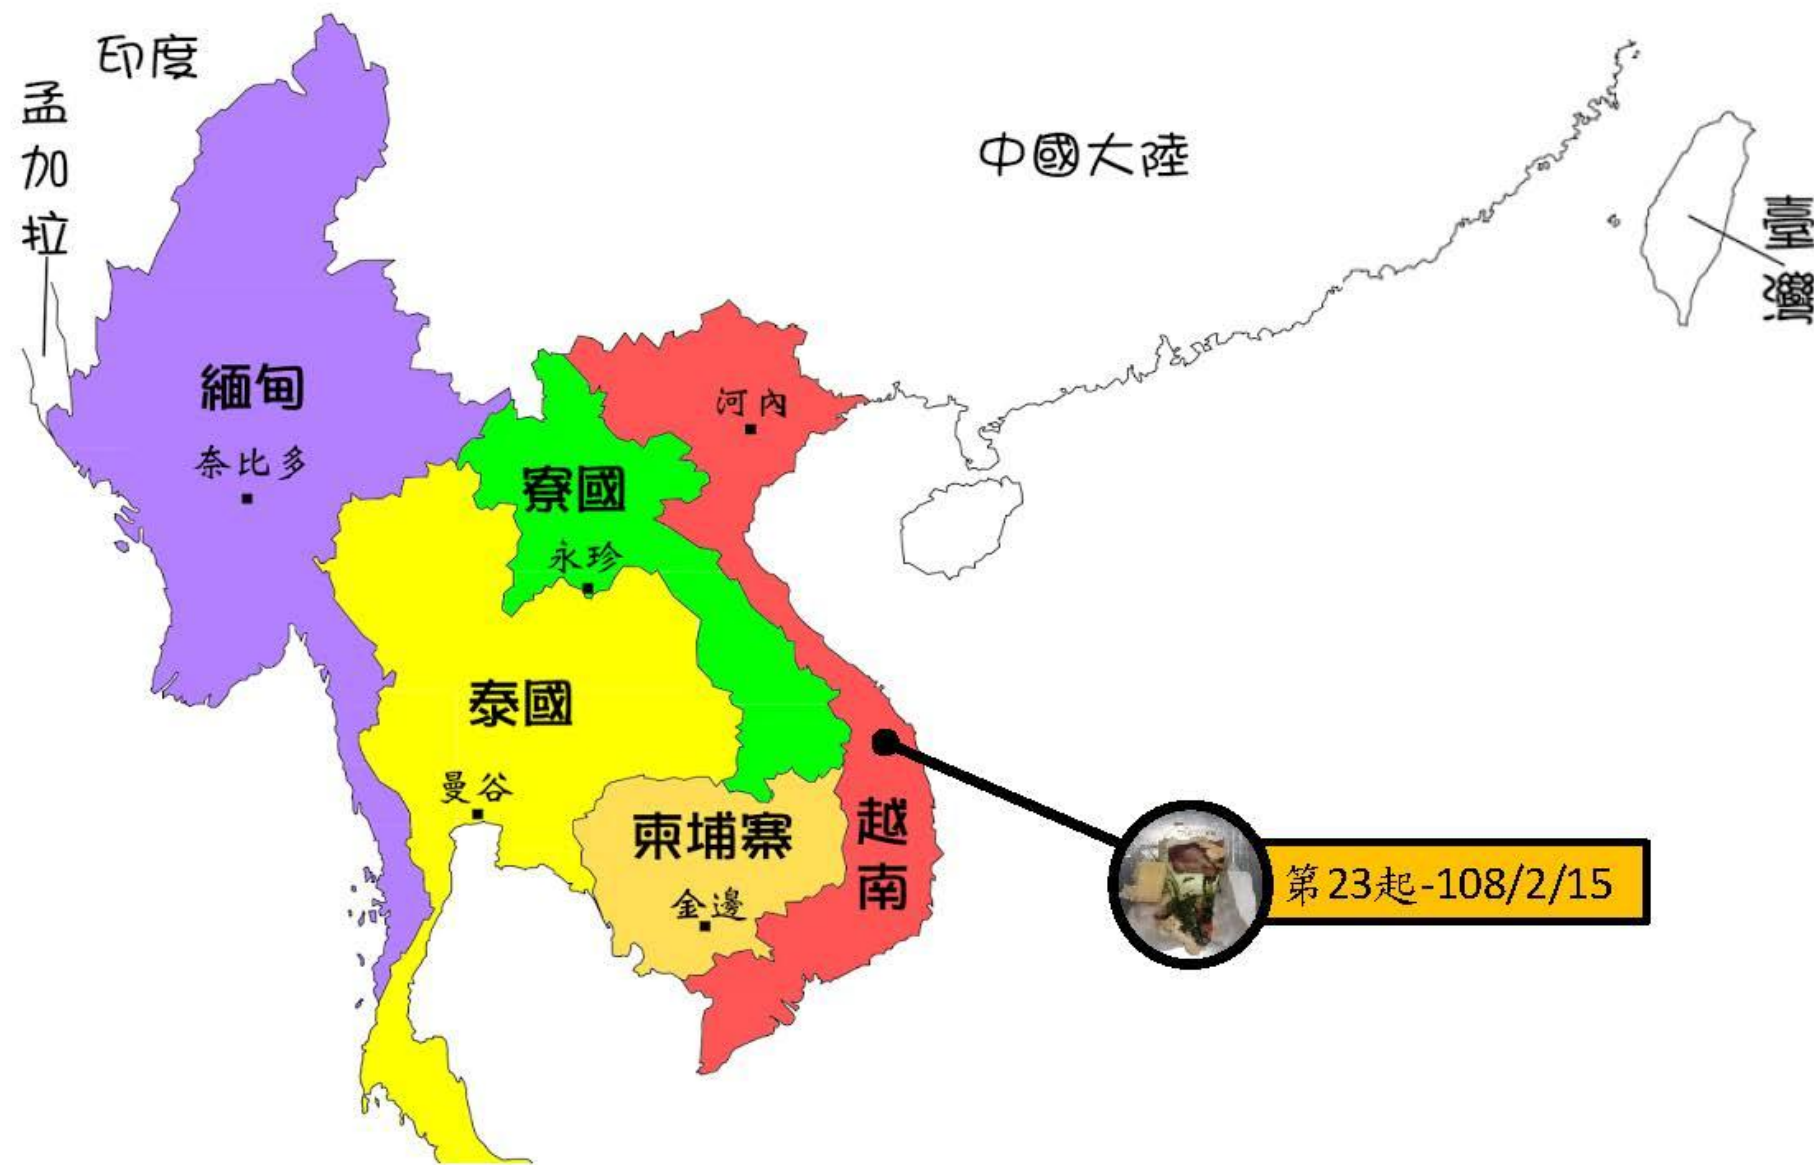 印度
孟加拉
中國大陸
臺灣
緬甸
奈比多
河內
寮國
永珍
泰國
曼谷
柬埔寨
金邊
越南
第23起-108/2/15